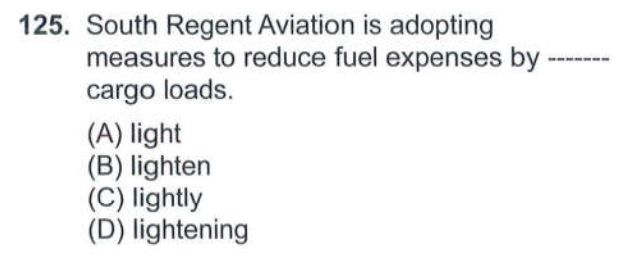 125. South Regent Aviation is adopting
measures to reduce fuel expenses by -------
cargo loads.
(A) light
(B) lighten
(C) lightly
(D) lightening